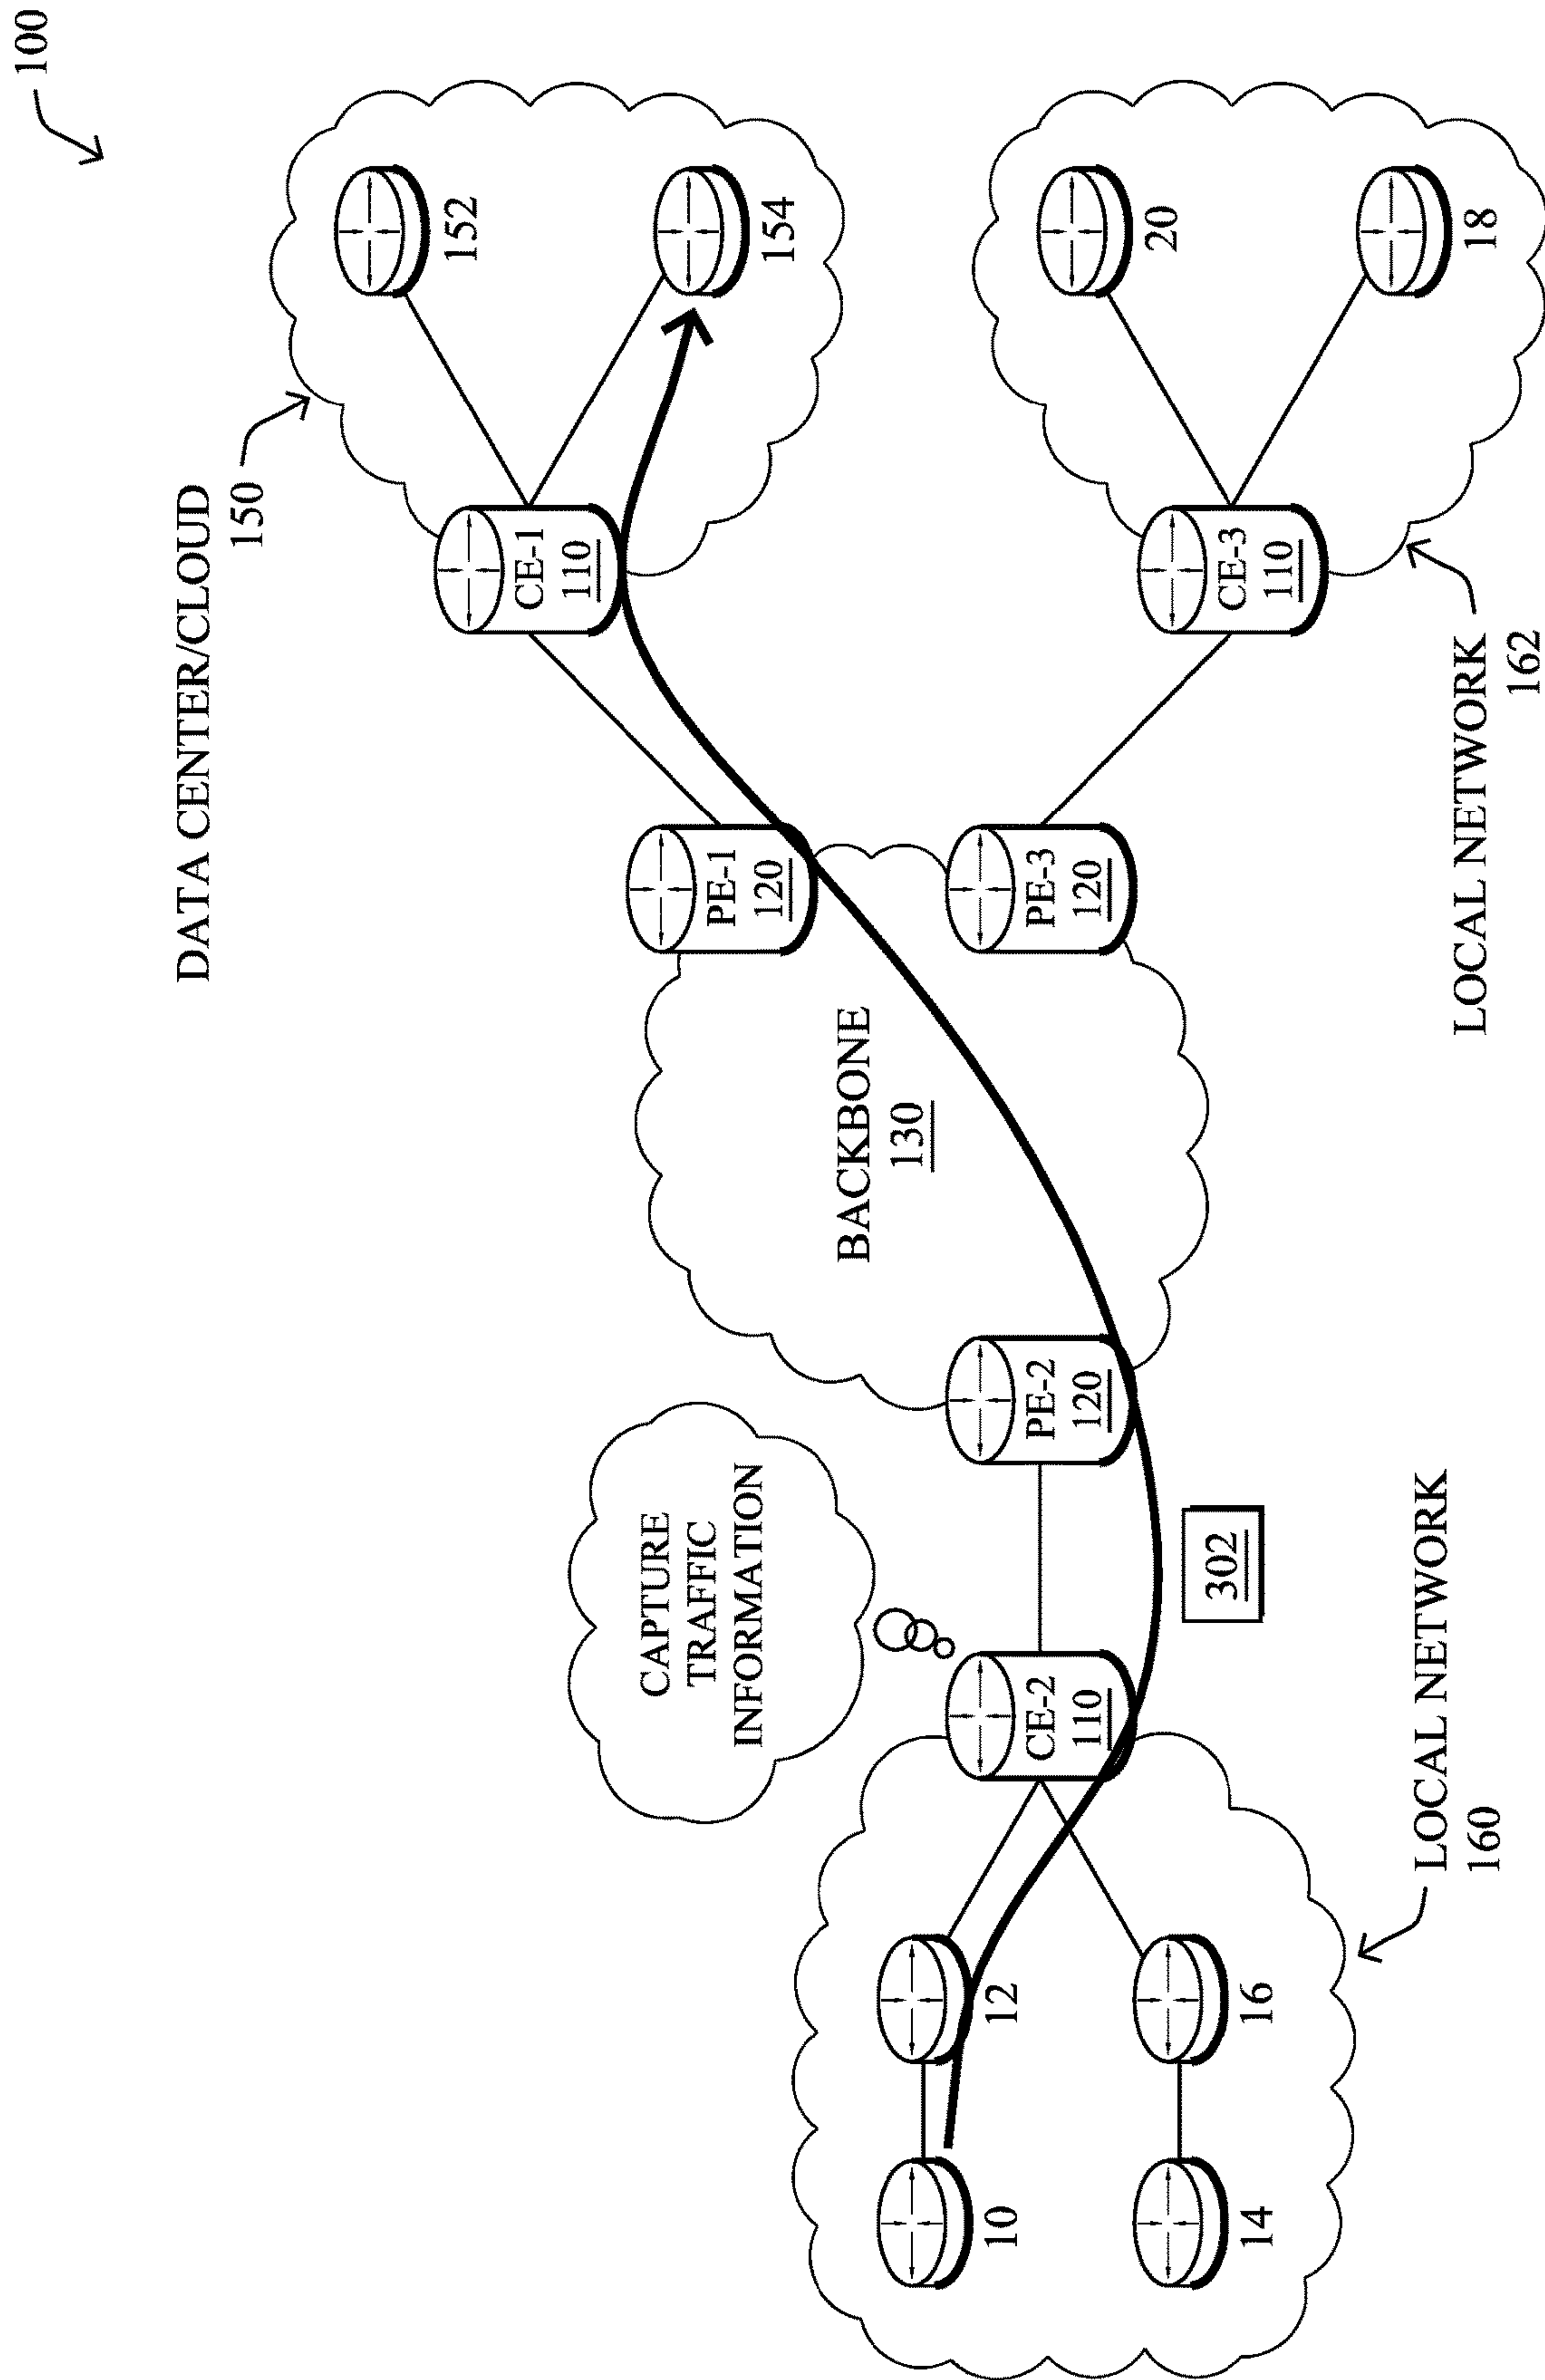 100
DATA CENTER/CLOUD
150
152
154
CE-1
110
PE-1
120
BACKBONE
130
CAPTURE
TRAFFIC
INFORMATION
10
12
CE-2
110
PE-2
120
PE-3
120
CE-3
110
20
18
302
14
16
LOCAL NETWORK
160
LOCAL NETWORK
162